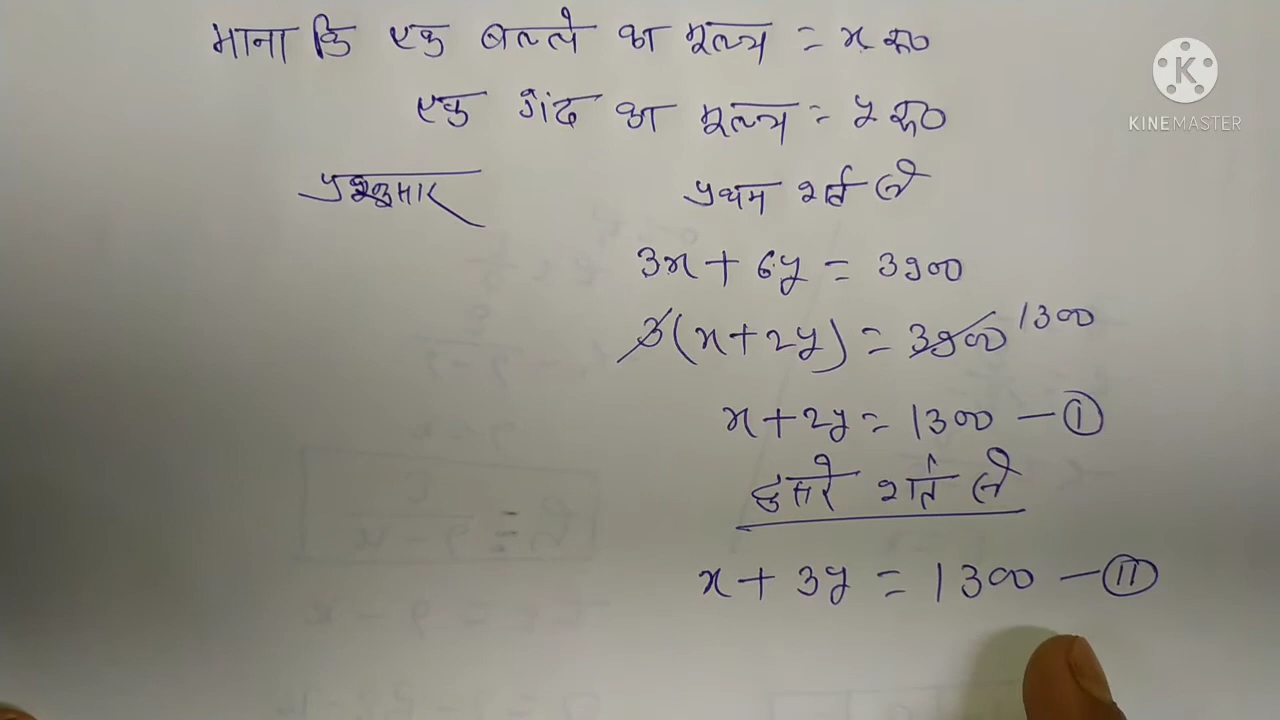 माना कि एक बल्ले का मूल्य = x रू०
एक गेंद का मूल्य = y रू०
प्रश्नानुसार प्रथम शर्त से
3x + 6y = 3900
3(x + 2y) = 3900 1300
x + 2y = 1300 — I
दुसरे शर्त से
x + 3y = 1300 — II
K
KINEMASTER